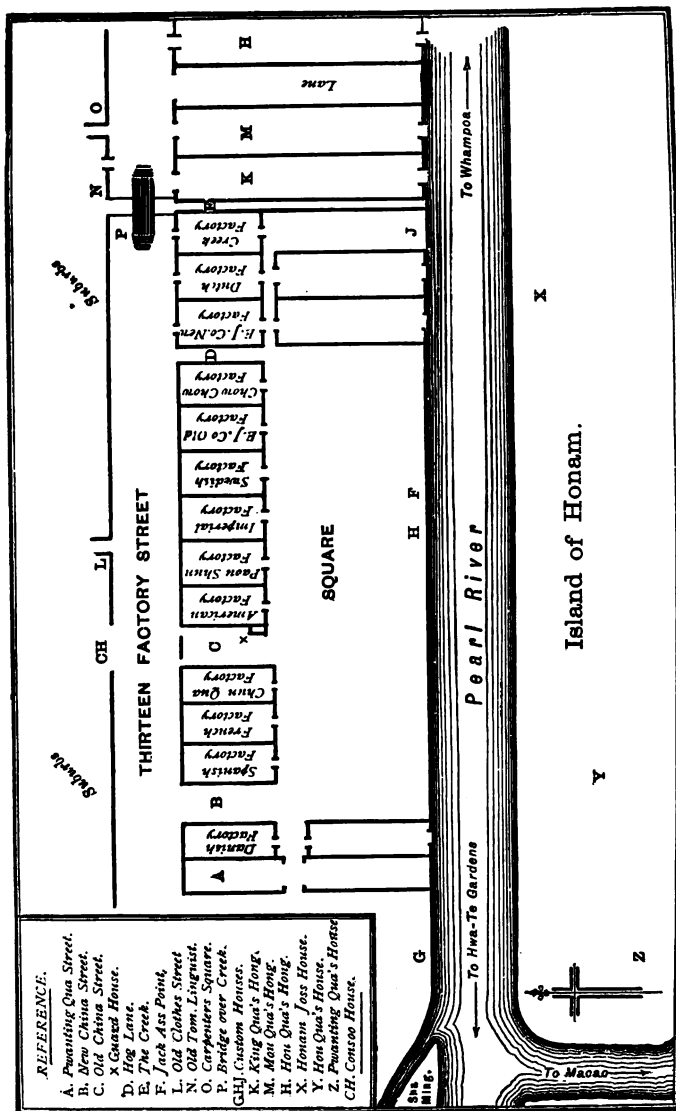 REFERENCE.
A. Pwanting Qua Street.
B. New China Street.
C. Old China Street.
X Guard House.
D. Hog Lane.
E. The Creek.
F. Jack Ass Point,
L. Old Clothes Street
N. Old Tom. Linguist.
O. Carpenters Square.
P. Bridge over Creek.
GHJ. Custom Houses.
K. King Qua's Hong.
M. Mou Qua's Hong.
H. Hou Qua's Hong.
X. Honam Joss House.
Y. Hou Qua's House.
Z. Pwanting Qua's House
CH. Consoo House.
Suburbs
Suburbs
CH
L
P
N
O
THIRTEEN FACTORY STREET
A
Danish
Factory
B
Spanish
Factory
French
Factory
Chun Qua
Factory
C
x
American
Factory
Paou Shun
Factory
Imperial
Factory
Swedish
Factory
E.J. Co Old
Factory
Chow Chow
Factory
D
E.J. Co. New
Factory
Dutch
Factory
Creek
Factory
E
K
M
Lane
H
SQUARE
G
H
F
J
Sha
Ming.
To Hwa-Te Gardens
Pearl River
To Whampoa
To Macao
Island of Honam.
Z
Y
X